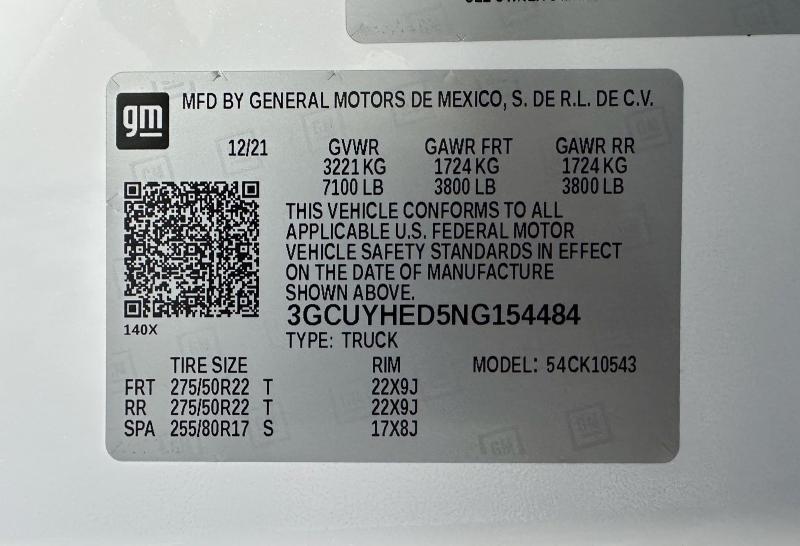 gm
MFD BY GENERAL MOTORS DE MEXICO, S. DE R.L. DE C.V.
12/21 GVWR GAWR FRT GAWR RR
3221 KG 1724 KG 1724 KG
7100 LB 3800 LB 3800 LB
THIS VEHICLE CONFORMS TO ALL
APPLICABLE U.S. FEDERAL MOTOR
VEHICLE SAFETY STANDARDS IN EFFECT
ON THE DATE OF MANUFACTURE
SHOWN ABOVE.
3GCUYHED5NG154484
140X
TYPE: TRUCK
TIRE SIZE RIM MODEL: 54CK10543
FRT 275/50R22 T 22X9J
RR 275/50R22 T 22X9J
SPA 255/80R17 S 17X8J
GM GM